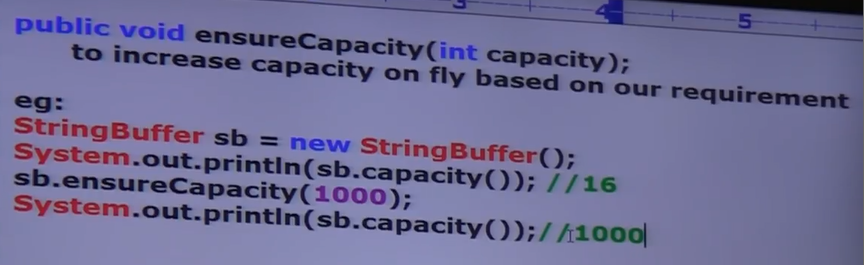 3 4 5
public void ensureCapacity(int capacity);
to increase capacity on fly based on our requirement
eg:
StringBuffer sb = new StringBuffer();
System.out.println(sb.capacity()); //16
sb.ensureCapacity(1000);
System.out.println(sb.capacity());//1000